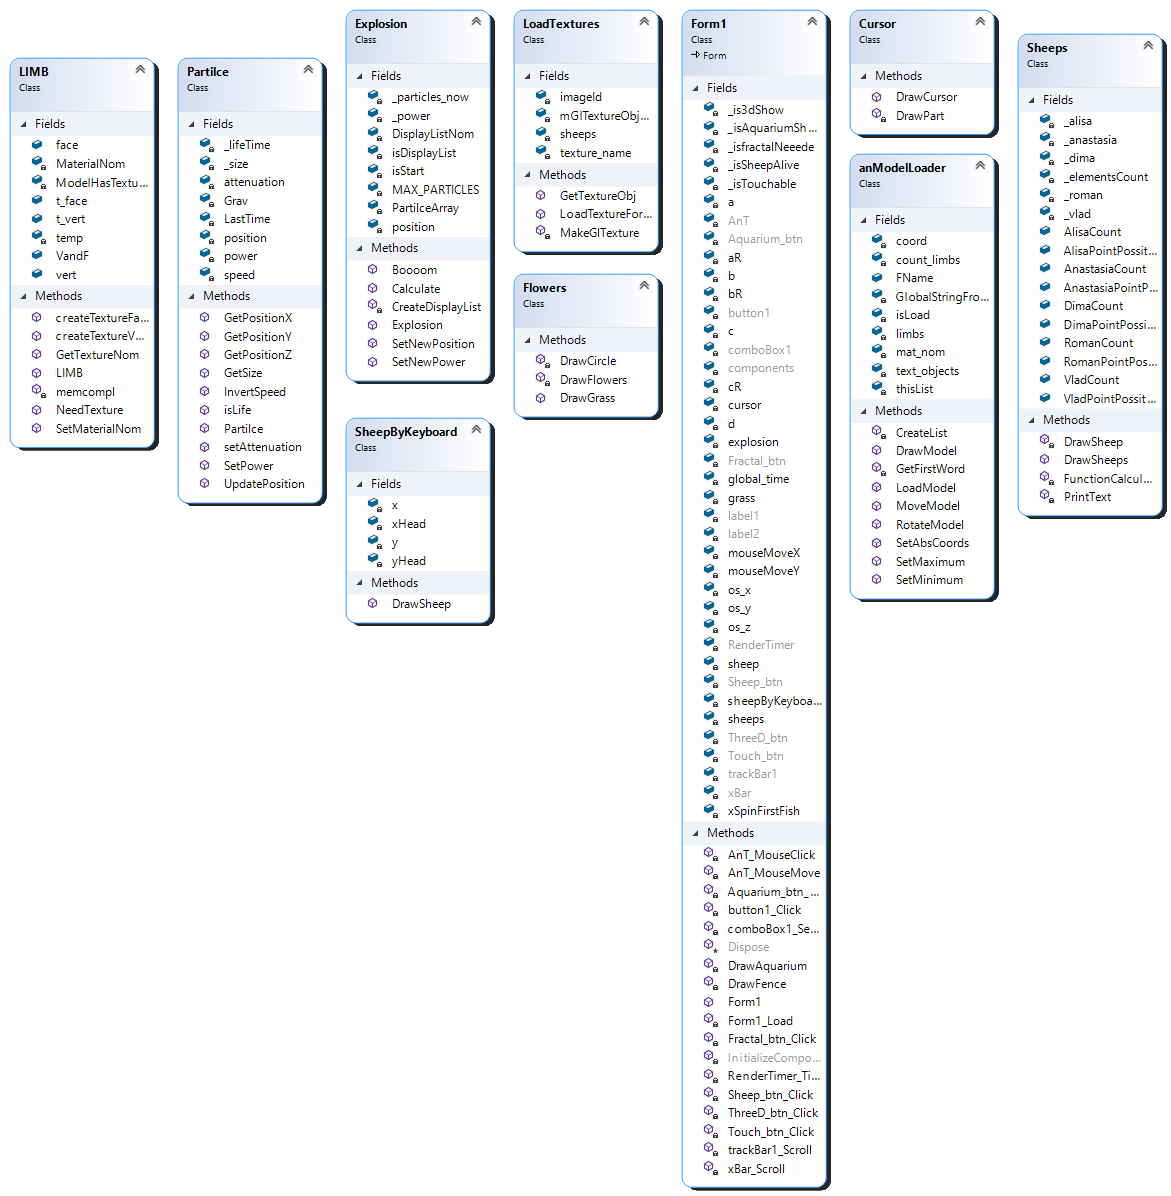 LIMB
Class
Fields
face
MaterialNom
ModelHasTextu...
t_face
t_vert
temp
VandF
vert
Methods
createTextureFa...
createTextureV...
GetTextureNom
LIMB
memcompl
NeedTexture
SetMaterialNom
Partilce
Class
Fields
_lifeTime
_size
attenuation
Grav
LastTime
position
power
speed
Methods
GetPositionX
GetPositionY
GetPositionZ
GetSize
InvertSpeed
isLife
Partilce
setAttenuation
SetPower
UpdatePosition
Explosion
Class
Fields
_particles_now
_power
DisplayListNom
isDisplayList
isStart
MAX_PARTICLES
PartilceArray
position
Methods
Boooom
Calculate
CreateDisplayList
Explosion
SetNewPosition
SetNewPower
SheepByKeyboard
Class
Fields
x
xHead
y
yHead
Methods
DrawSheep
LoadTextures
Class
Fields
imageId
mGlTextureObj...
sheeps
texture_name
Methods
GetTextureObj
LoadTextureFor...
MakeGlTexture
Flowers
Class
Methods
DrawCircle
DrawFlowers
DrawGrass
Form1
Class
Form
Fields
_is3dShow
_isAquariumSh...
_isfractalNeeede
_isSheepAlive
_isTouchable
a
AnT
Aquarium_btn
aR
b
bR
button1
c
comboBox1
components
cR
cursor
d
explosion
Fractal_btn
global_time
grass
label1
label2
mouseMoveX
mouseMoveY
os_x
os_y
os_z
RenderTimer
sheep
Sheep_btn
sheepByKeyboa...
sheeps
ThreeD_btn
Touch_btn
trackBar1
xBar
xSpinFirstFish
Methods
AnT_MouseClick
AnT_MouseMove
Aquarium_btn_...
button1_Click
comboBox1_Se...
Dispose
DrawAquarium
DrawFence
Form1
Form1_Load
Fractal_btn_Click
InitializeCompo...
RenderTimer_Ti...
Sheep_btn_Click
ThreeD_btn_Click
Touch_btn_Click
trackBar1_Scroll
xBar_Scroll
Cursor
Class
Methods
DrawCursor
DrawPart
anModelLoader
Class
Fields
coord
count_limbs
FName
GlobalStringFro...
isLoad
limbs
mat_nom
text_objects
thisList
Methods
CreateList
DrawModel
GetFirstWord
LoadModel
MoveModel
RotateModel
SetAbsCoords
SetMaximum
SetMinimum
Sheeps
Class
Fields
_alisa
_anastasia
_dima
_elementsCount
_roman
_vlad
AlisaCount
AlisaPointPossit...
AnastasiaCount
AnastasiaPointP...
DimaCount
DimaPointPossi...
RomanCount
RomanPointPos...
VladCount
VladPointPossit...
Methods
DrawSheep
DrawSheeps
FunctionCalcul...
PrintText